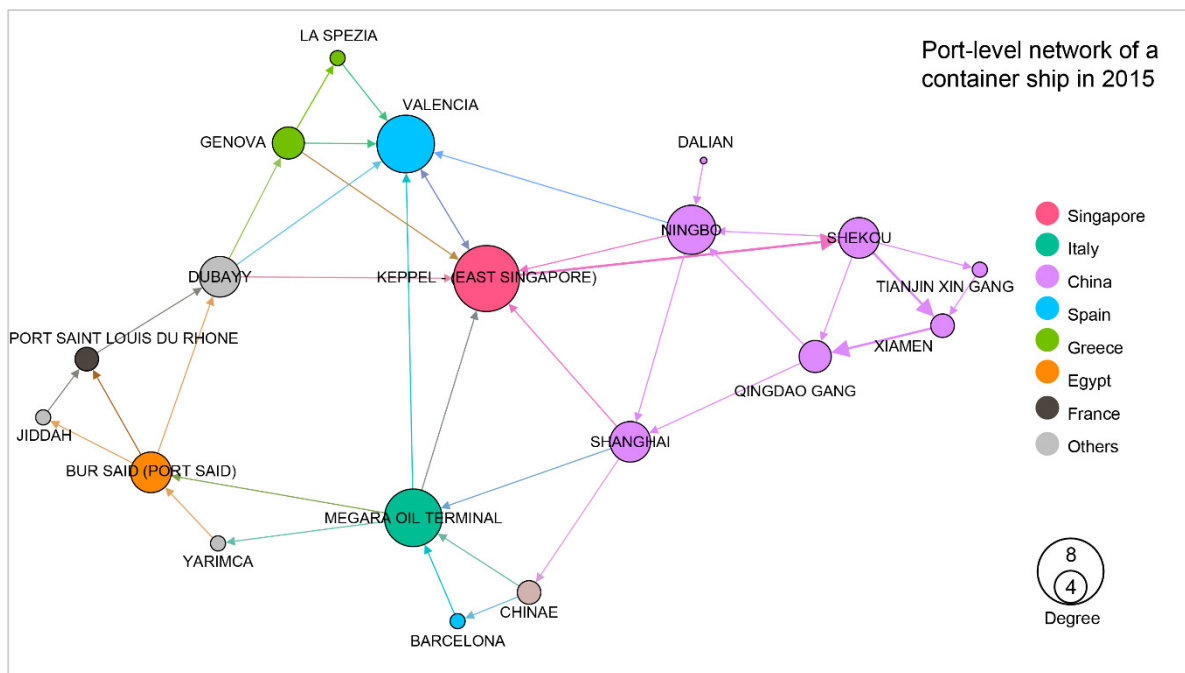 Port-level network of a
container ship in 2015
LA SPEZIA
VALENCIA
GENOVA
DALIAN
NINGBO
SHEKOU
DUBAYY
KEPPEL - (EAST SINGAPORE)
TIANJIN XIN GANG
PORT SAINT LOUIS DU RHONE
XIAMEN
QINGDAO GANG
JIDDAH
SHANGHAI
BUR SAID (PORT SAID)
MEGARA OIL TERMINAL
YARIMCA
CHINAE
BARCELONA
Singapore
Italy
China
Spain
Greece
Egypt
France
Others
8
4
Degree